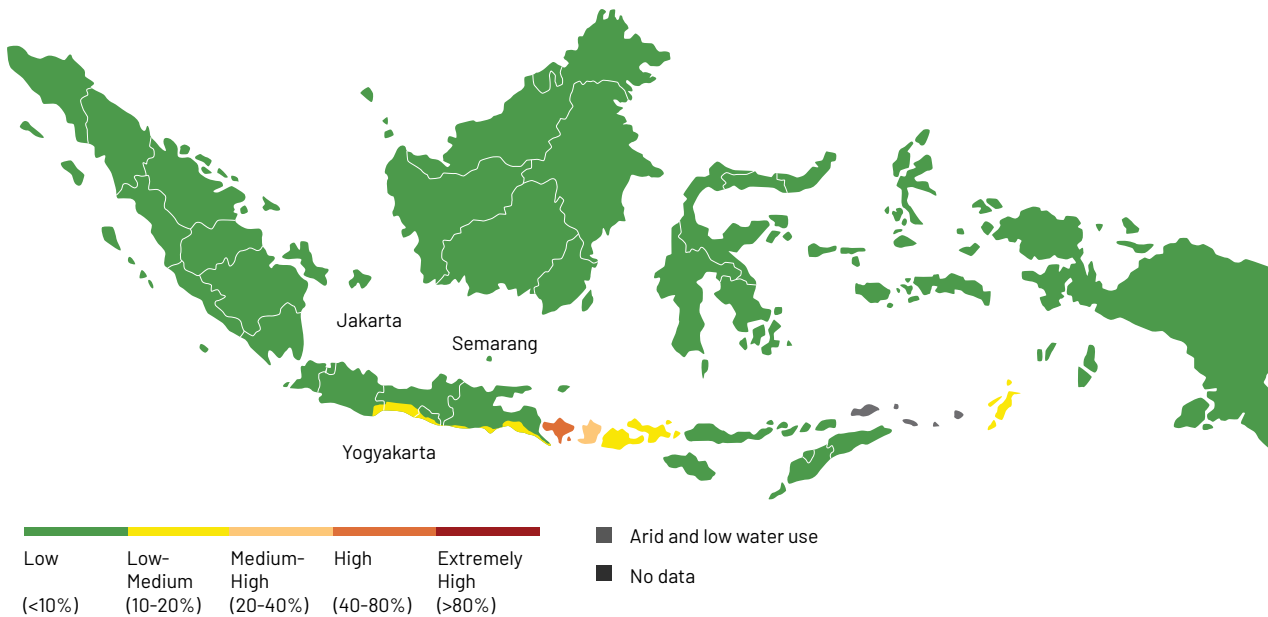 Jakarta
Semarang
Yogyakarta
Low
(<10%)
Low-
Medium
(10-20%)
Medium-
High
(20-40%)
High
(40-80%)
Extremely
High
(>80%)
Arid and low water use
No data